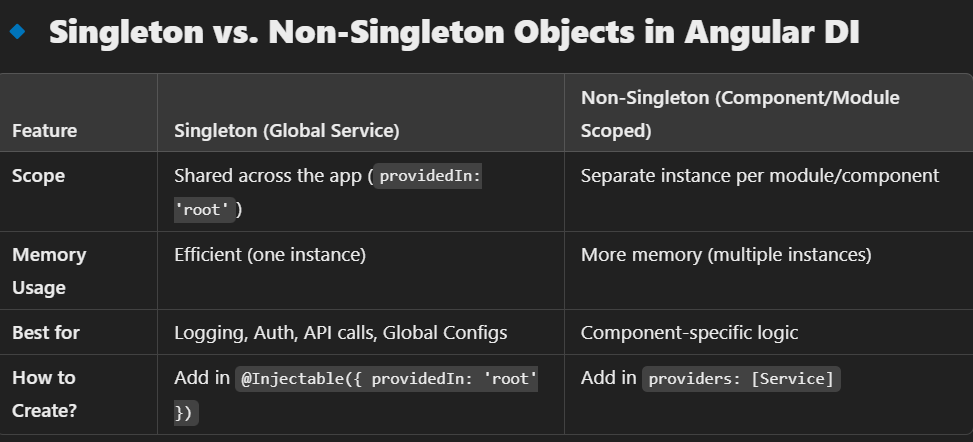 Singleton vs. Non-Singleton Objects in Angular DI
Feature
Singleton (Global Service)
Non-Singleton (Component/Module
Scoped)
Scope
Shared across the app ( providedIn:
'root' )
Separate instance per module/component
Memory
Usage
Efficient (one instance)
More memory (multiple instances)
Best for
Logging, Auth, API calls, Global Configs
Component-specific logic
How to
Create?
Add in @Injectable({ providedIn: 'root'
})
Add in providers: [Service]